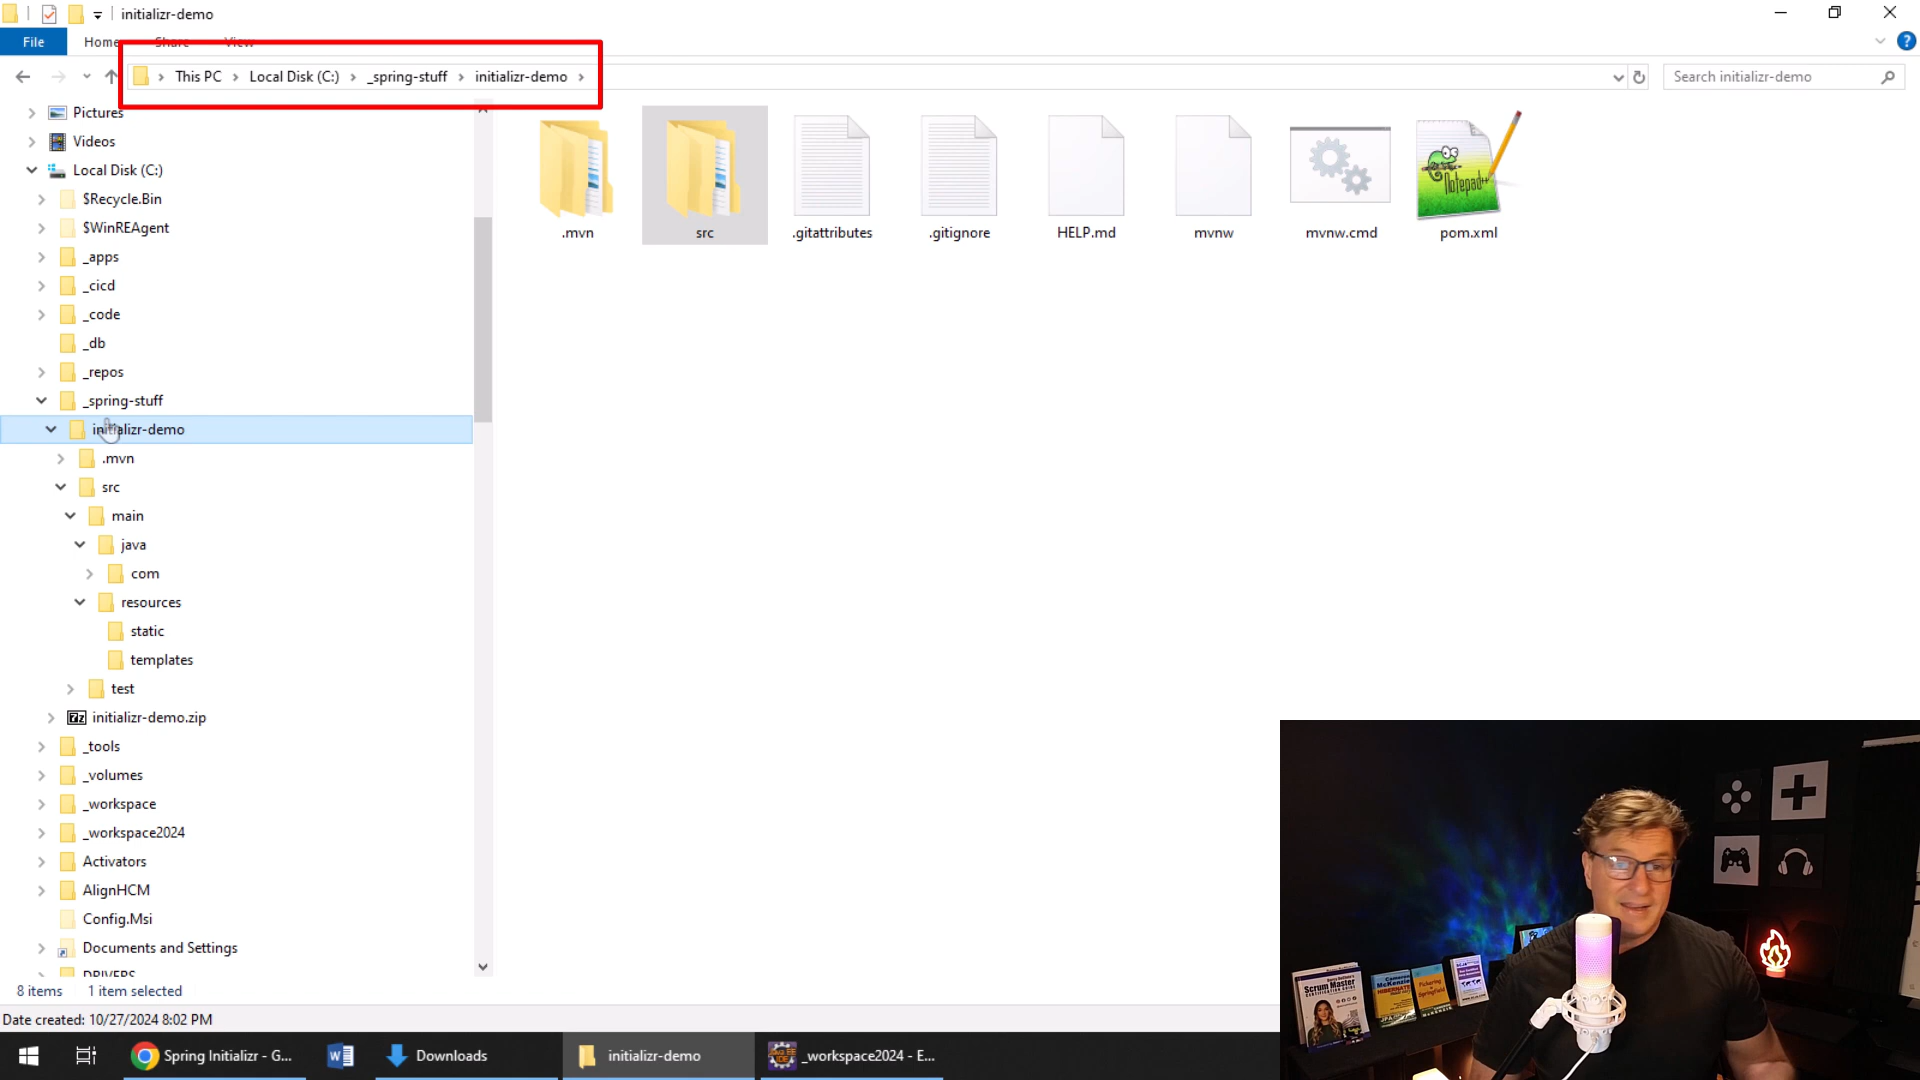 initializr-demo
File Home Share View
This PC Local Disk (C:) _spring-stuff initializr-demo
Search initializr-demo
Pictures
Videos
Local Disk (C:)
$Recycle.Bin
$WinREAgent
_apps
_cicd
_code
_db
_repos
_spring-stuff
initializr-demo
.mvn
src
main
java
com
resources
static
templates
test
initializr-demo.zip
_tools
_volumes
_workspace
_workspace2024
Activators
AlignHCM
Config.Msi
Documents and Settings
DRIVERS
.mvn
src
.gitattributes
.gitignore
HELP.md
mvnw
mvnw.cmd
Notepad++
pom.xml
8 items 1 item selected
Date created: 10/27/2024 8:02 PM
Scrum Master
HIBERNATE
Spring Initializr - G...
Downloads
initializr-demo
_workspace2024 - E...